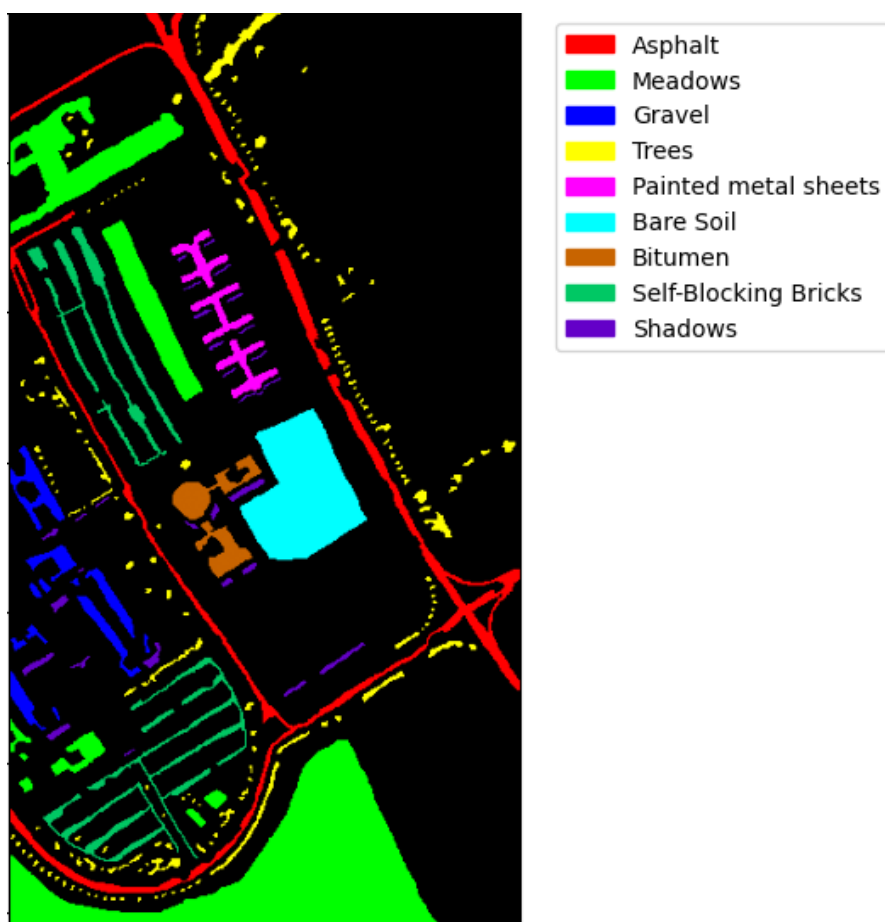 Asphalt
Meadows
Gravel
Trees
Painted metal sheets
Bare Soil
Bitumen
Self-Blocking Bricks
Shadows